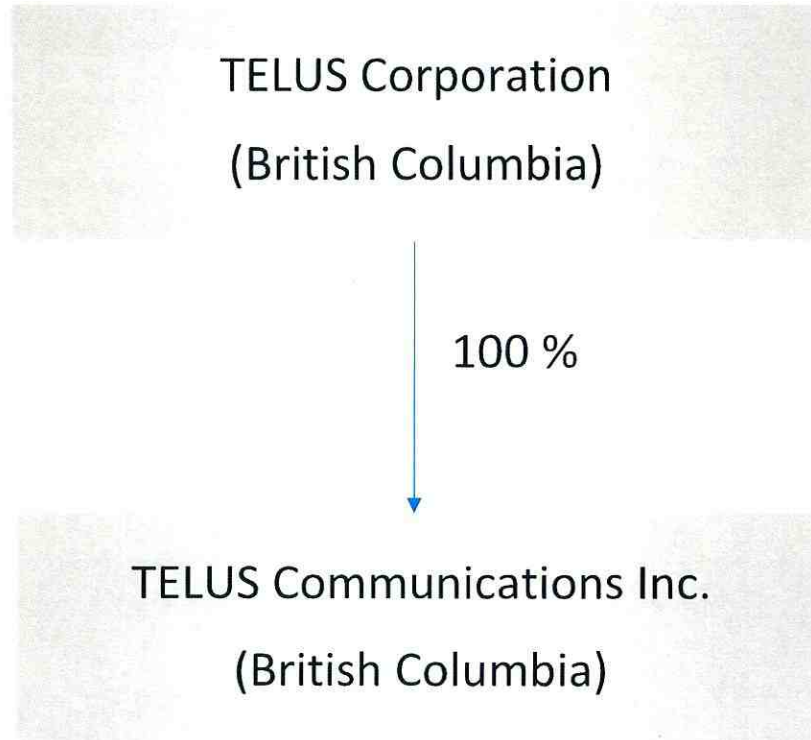 TELUS Corporation
(British Columbia)
100 %
TELUS Communications Inc.
(British Columbia)